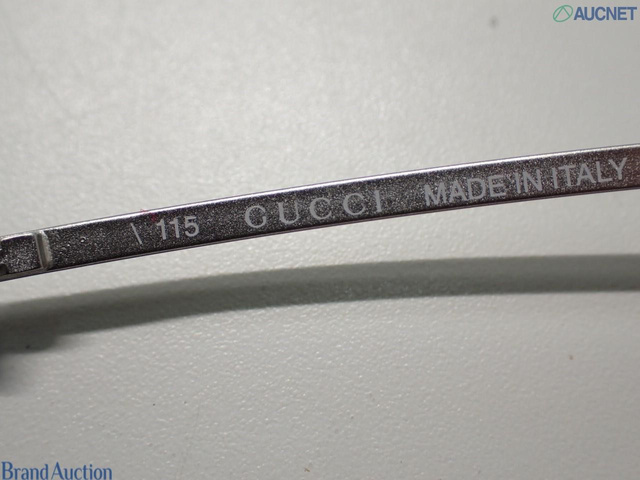 AUCNET
\ 115 GUCCI MADE IN ITALY
Brand Auction